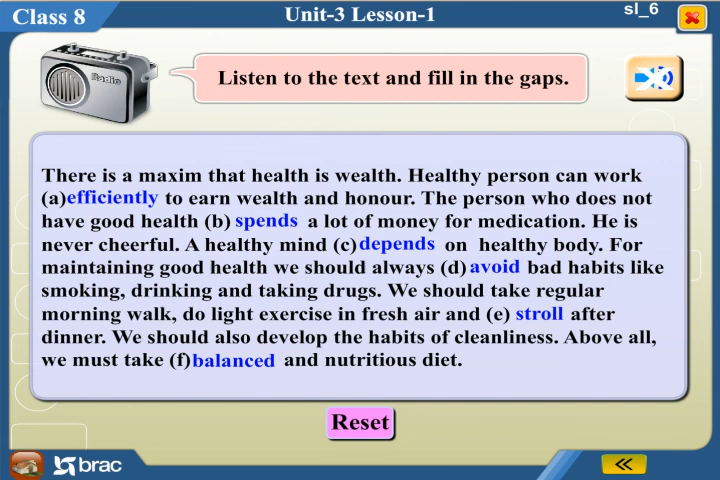 Class 8
Unit-3 Lesson-1
sl_6
Radio
Listen to the text and fill in the gaps.
There is a maxim that health is wealth. Healthy person can work
(a)efficiently to earn wealth and honour. The person who does not
have good health (b) spends a lot of money for medication. He is
never cheerful. A healthy mind (c)depends on healthy body. For
maintaining good health we should always (d)avoid bad habits like
smoking, drinking and taking drugs. We should take regular
morning walk, do light exercise in fresh air and (e) stroll after
dinner. We should also develop the habits of cleanliness. Above all,
we must take (f)balanced and nutritious diet.
Reset
brac